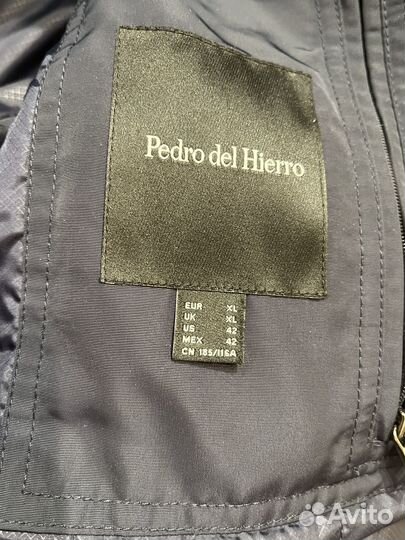 Pedro del Hierro
EUR XL
UK XL
US 42
MEX 42
CN 185/116A
Avito